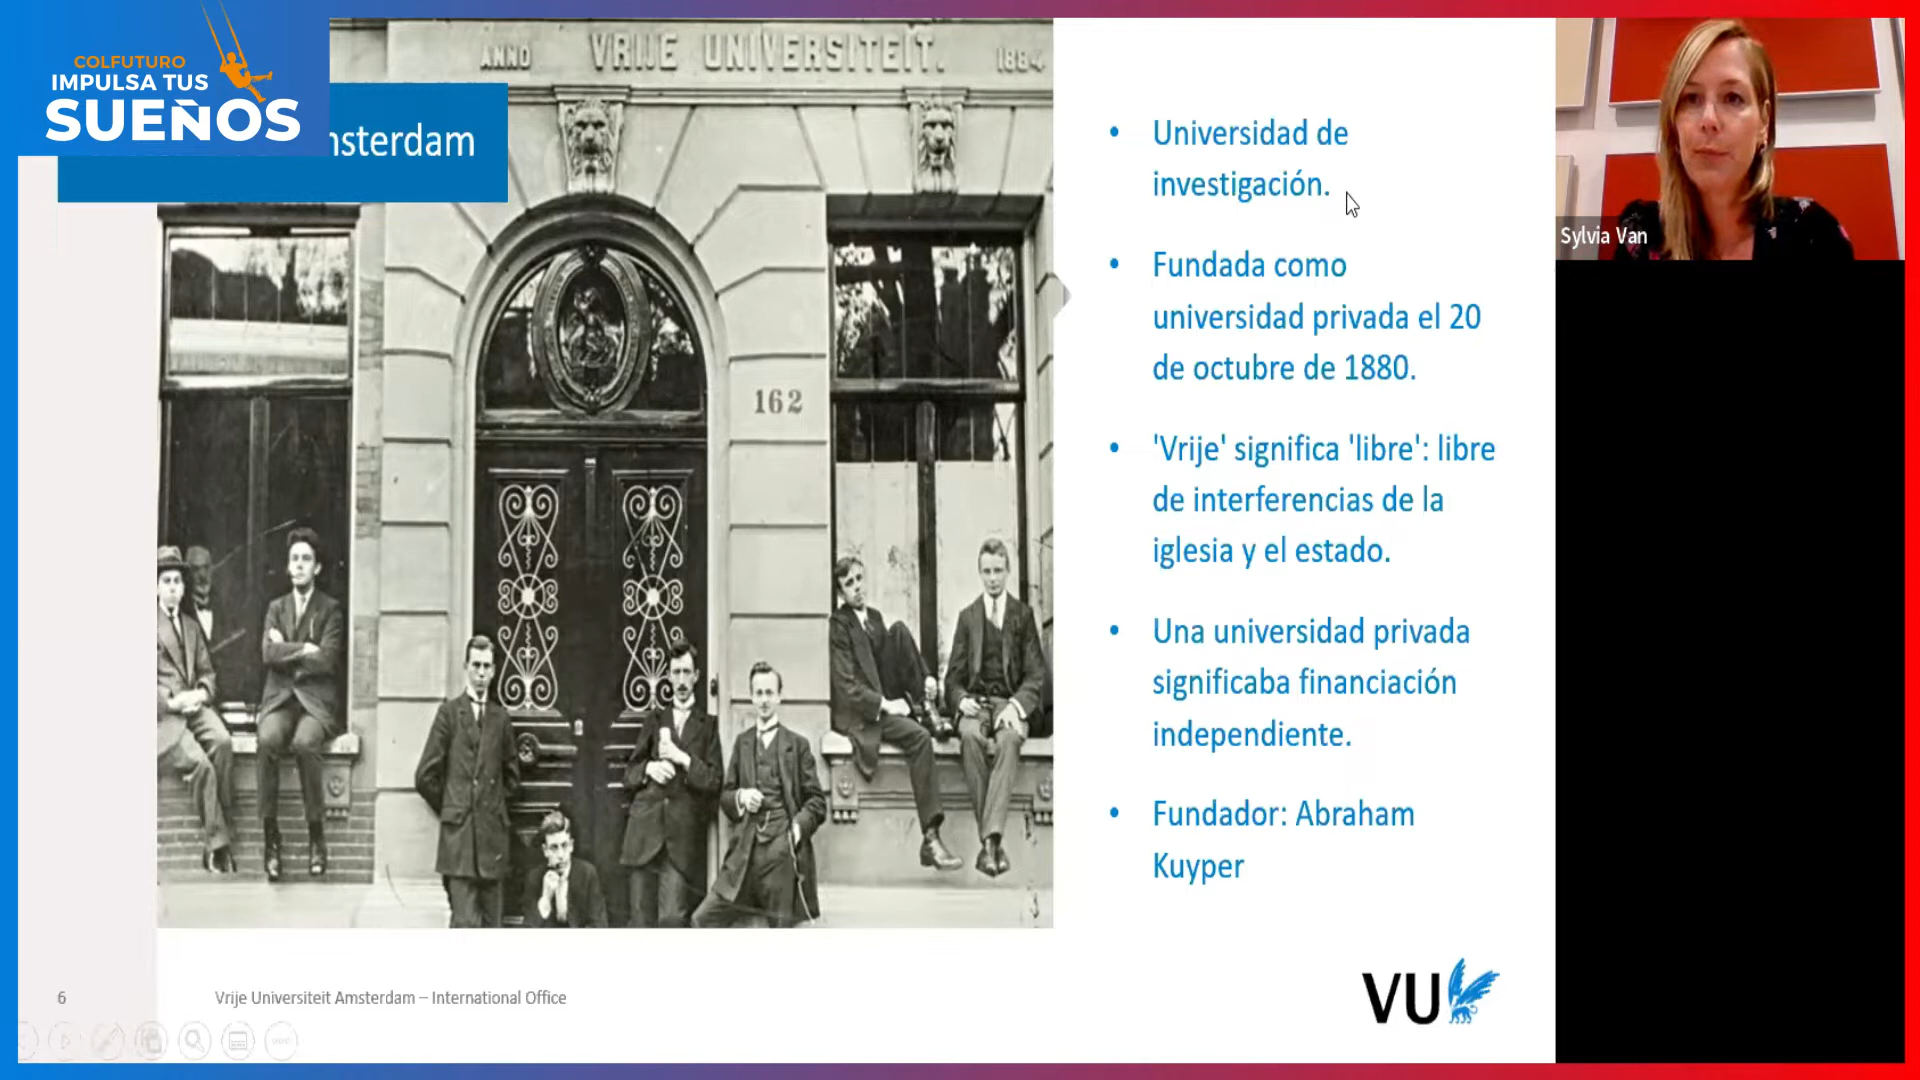 COLFUTURO
IMPULSA TUS
SUEÑOS
msterdam
ANNO VRIJE UNIVERSITEIT. 1884
162
• Universidad de
investigación.
• Fundada como
universidad privada el 20
de octubre de 1880.
• 'Vrije' significa 'libre': libre
de interferencias de la
iglesia y el estado.
• Una universidad privada
significaba financiación
independiente.
• Fundador: Abraham
Kuyper
Sylvia Van
6
Vrije Universiteit Amsterdam – International Office
VU